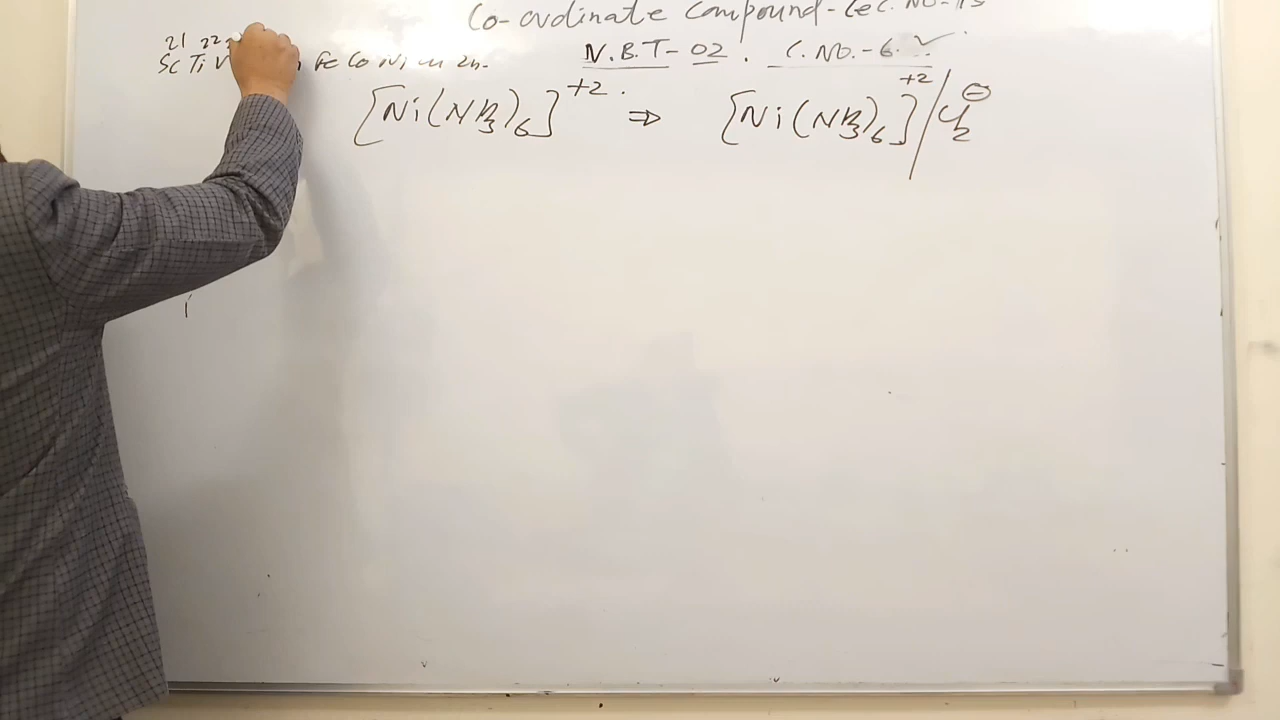 Co-ordinate Compound-Lec. No-13
V.B.T-02. C.NO.-6. ✓
21 22
Sc Ti V Fe Co Ni Cu Zn.
[Ni(NH3)6]+2. ⇒ [Ni(NH3)6]+2/Cl2⊖